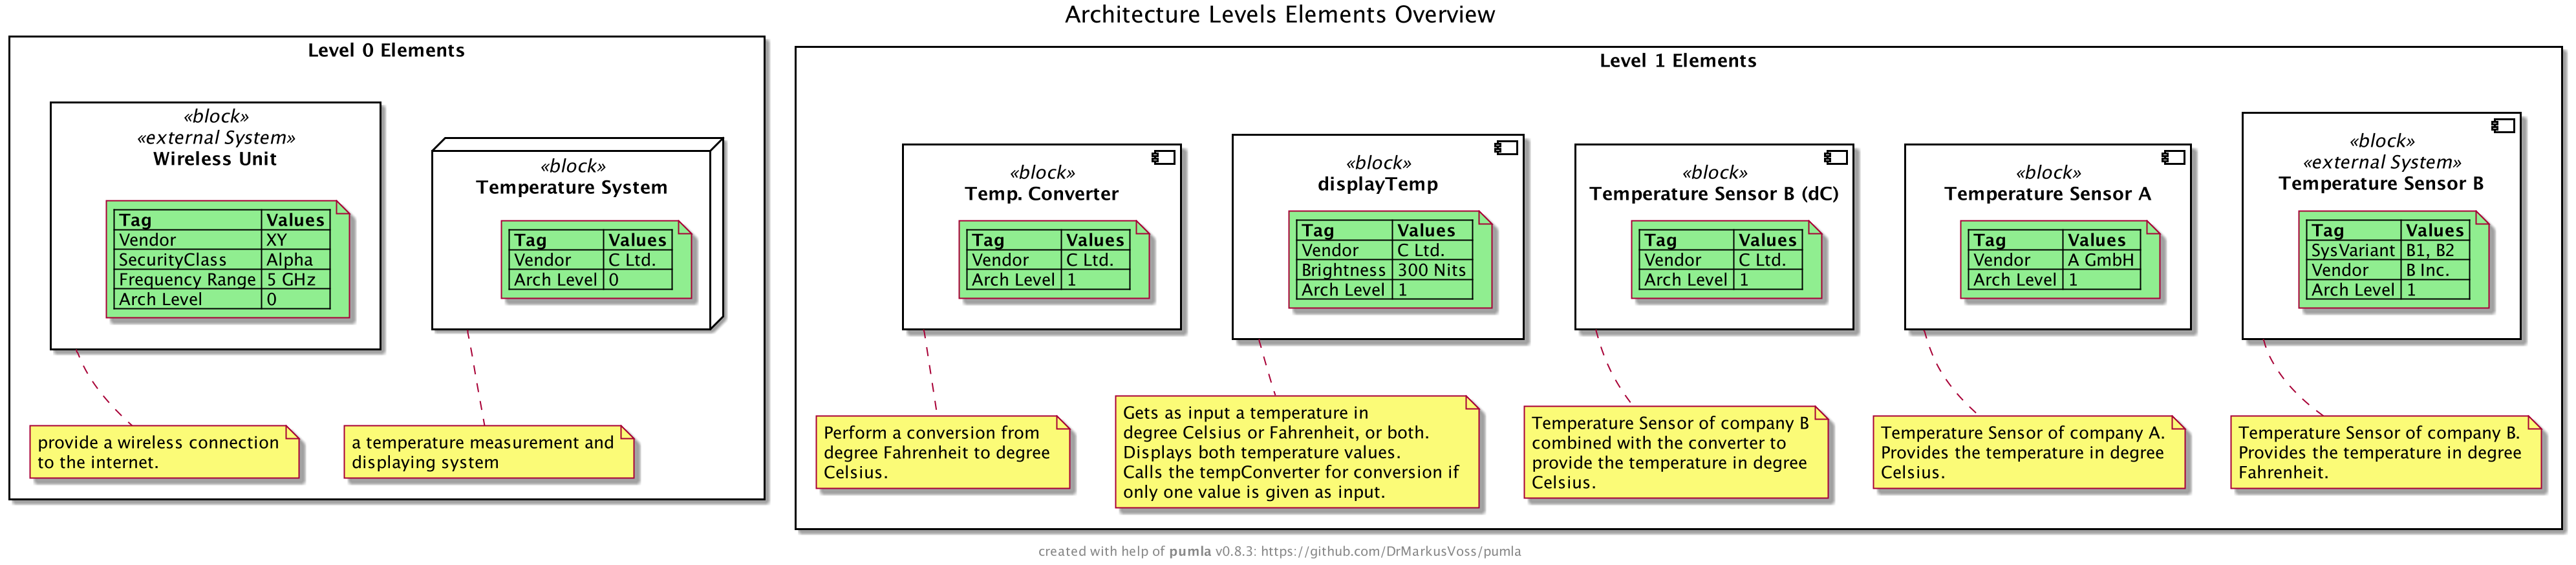 Architecture Levels Elements Overview
Level 0 Elements
«block»
«external System»
Wireless Unit
Tag Values
Vendor XY
SecurityClass Alpha
Frequency Range 5 GHz
Arch Level 0
provide a wireless connection
to the internet.
«block»
Temperature System
Tag Values
Vendor C Ltd.
Arch Level 0
a temperature measurement and
displaying system
Level 1 Elements
«block»
Temp. Converter
Tag Values
Vendor C Ltd.
Arch Level 1
Perform a conversion from
degree Fahrenheit to degree
Celsius.
«block»
displayTemp
Tag Values
Vendor C Ltd.
Brightness 300 Nits
Arch Level 1
Gets as input a temperature in
degree Celsius or Fahrenheit, or both.
Displays both temperature values.
Calls the tempConverter for conversion if
only one value is given as input.
«block»
Temperature Sensor B (dC)
Tag Values
Vendor C Ltd.
Arch Level 1
Temperature Sensor of company B
combined with the converter to
provide the temperature in degree
Celsius.
«block»
Temperature Sensor A
Tag Values
Vendor A GmbH
Arch Level 1
Temperature Sensor of company A.
Provides the temperature in degree
Celsius.
«block»
«external System»
Temperature Sensor B
Tag Values
SysVariant B1, B2
Vendor B Inc.
Arch Level 1
Temperature Sensor of company B.
Provides the temperature in degree
Fahrenheit.
created with help of pumla v0.8.3: https://github.com/DrMarkusVoss/pumla